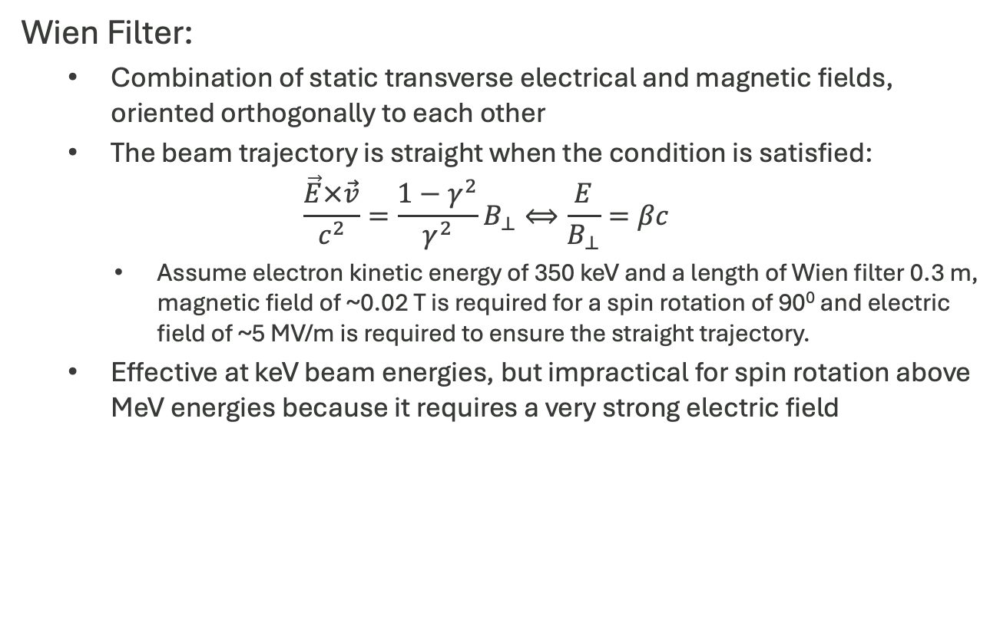 Wien Filter:
• Combination of static transverse electrical and magnetic fields,
oriented orthogonally to each other
• The beam trajectory is straight when the condition is satisfied:
$\frac{\vec{E} \times \vec{v}}{c^2} = \frac{1 - \gamma^2}{\gamma^2} B_\perp \Leftrightarrow \frac{E}{B_\perp} = \beta c$
• Assume electron kinetic energy of 350 keV and a length of Wien filter 0.3 m,
magnetic field of ~0.02 T is required for a spin rotation of 90⁰ and electric
field of ~5 MV/m is required to ensure the straight trajectory.
• Effective at keV beam energies, but impractical for spin rotation above
MeV energies because it requires a very strong electric field